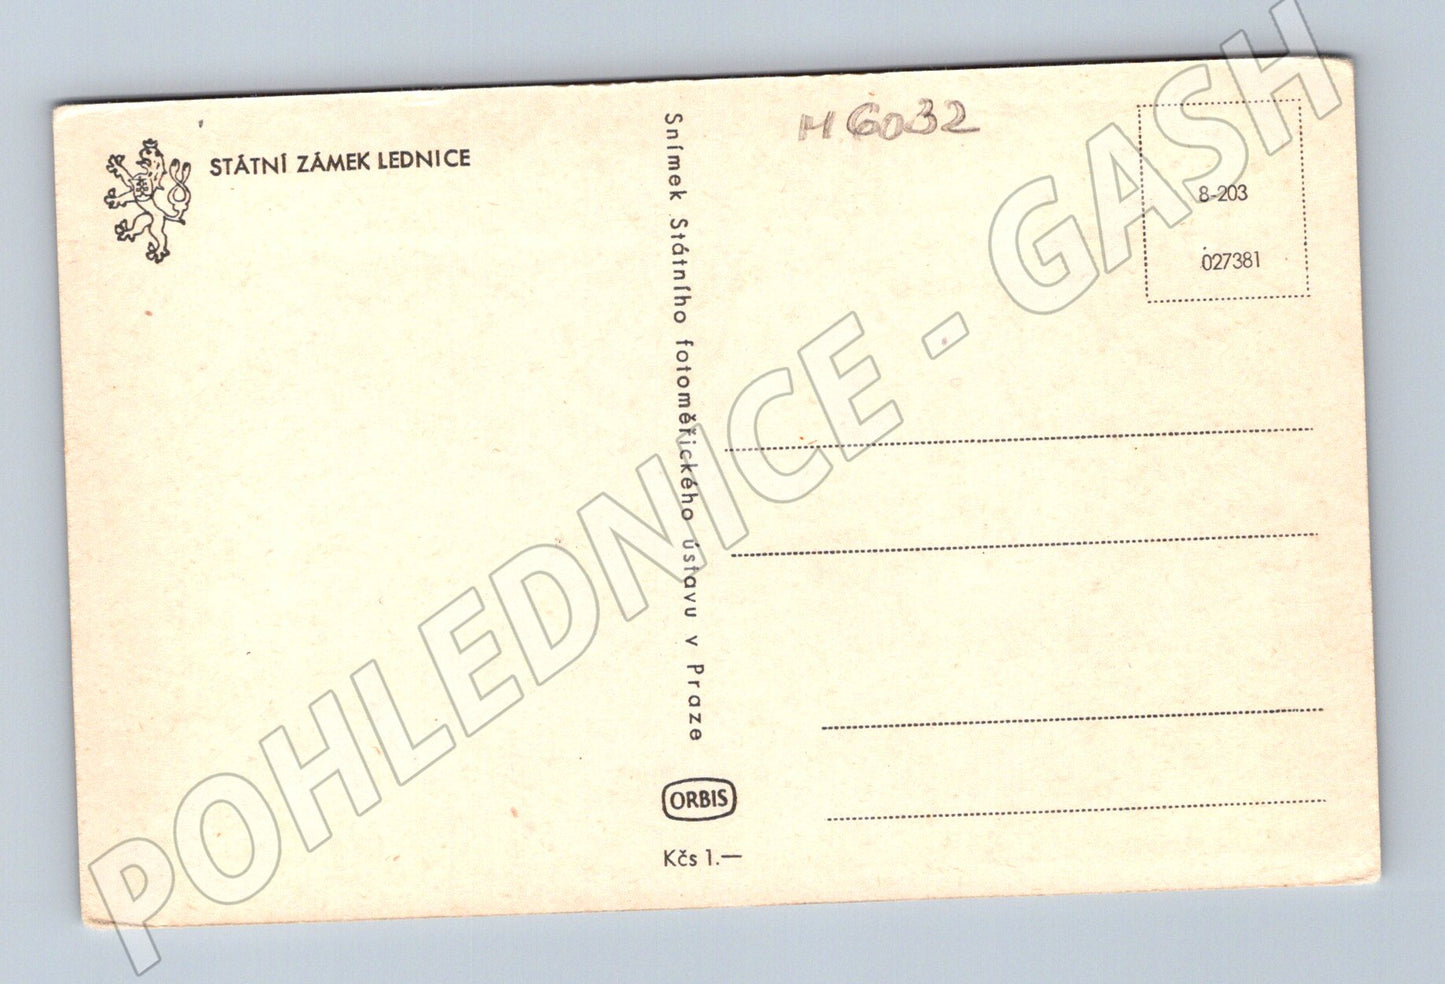 STÁTNÍ ZÁMEK LEDNICE
Snímek Státního fotoměřického ústavu v Praze
ORBIS
Kčs 1.—
M 6032
8-203
027381
POHLEDNICE - GASH